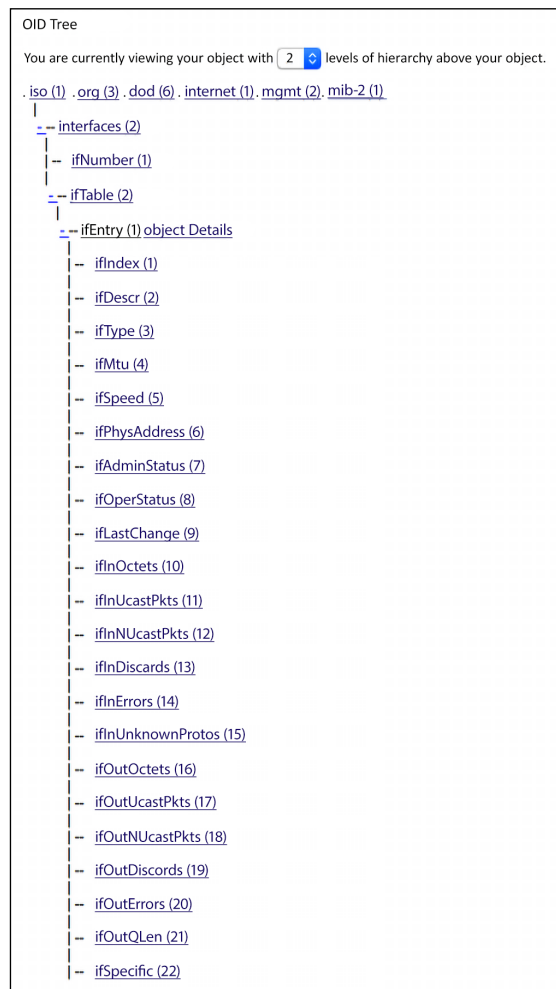 OID Tree
You are currently viewing your object with 2 levels of hierarchy above your object.
. iso (1) . org (3) . dod (6) . internet (1) . mgmt (2). mib-2 (1)
- -- interfaces (2)
-- ifNumber (1)
- -- ifTable (2)
- -- ifEntry (1) object Details
-- ifIndex (1)
-- ifDescr (2)
-- ifType (3)
-- ifMtu (4)
-- ifSpeed (5)
-- ifPhysAddress (6)
-- ifAdminStatus (7)
-- ifOperStatus (8)
-- ifLastChange (9)
-- ifInOctets (10)
-- ifInUcastPkts (11)
-- ifInNUcastPkts (12)
-- ifInDiscards (13)
-- ifInErrors (14)
-- ifInUnknownProtos (15)
-- ifOutOctets (16)
-- ifOutUcastPkts (17)
-- ifOutNUcastPkts (18)
-- ifOutDiscords (19)
-- ifOutErrors (20)
-- ifOutQLen (21)
-- ifSpecific (22)